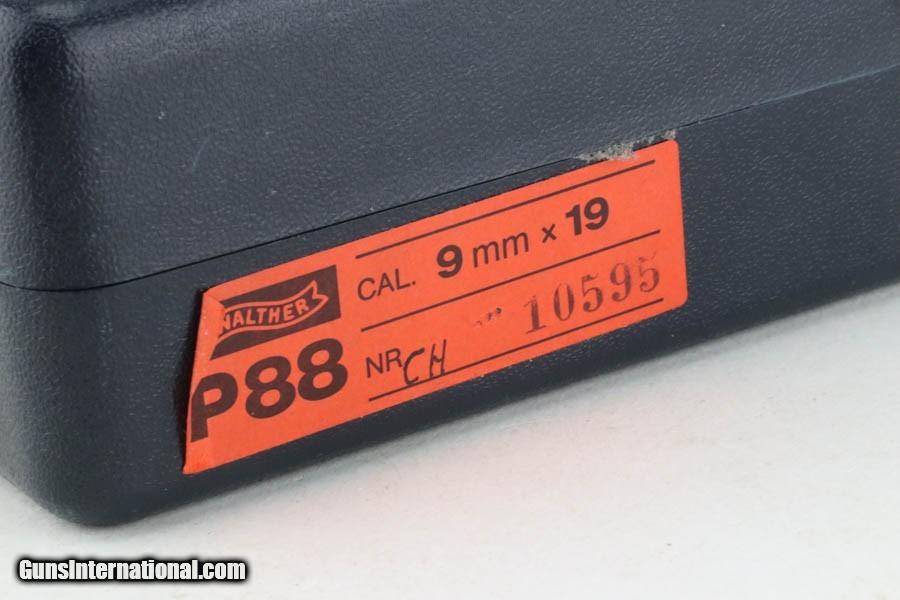 WALTHER
P88
CAL. 9 mm x 19
NR. CH 10595
GunsInternational.com